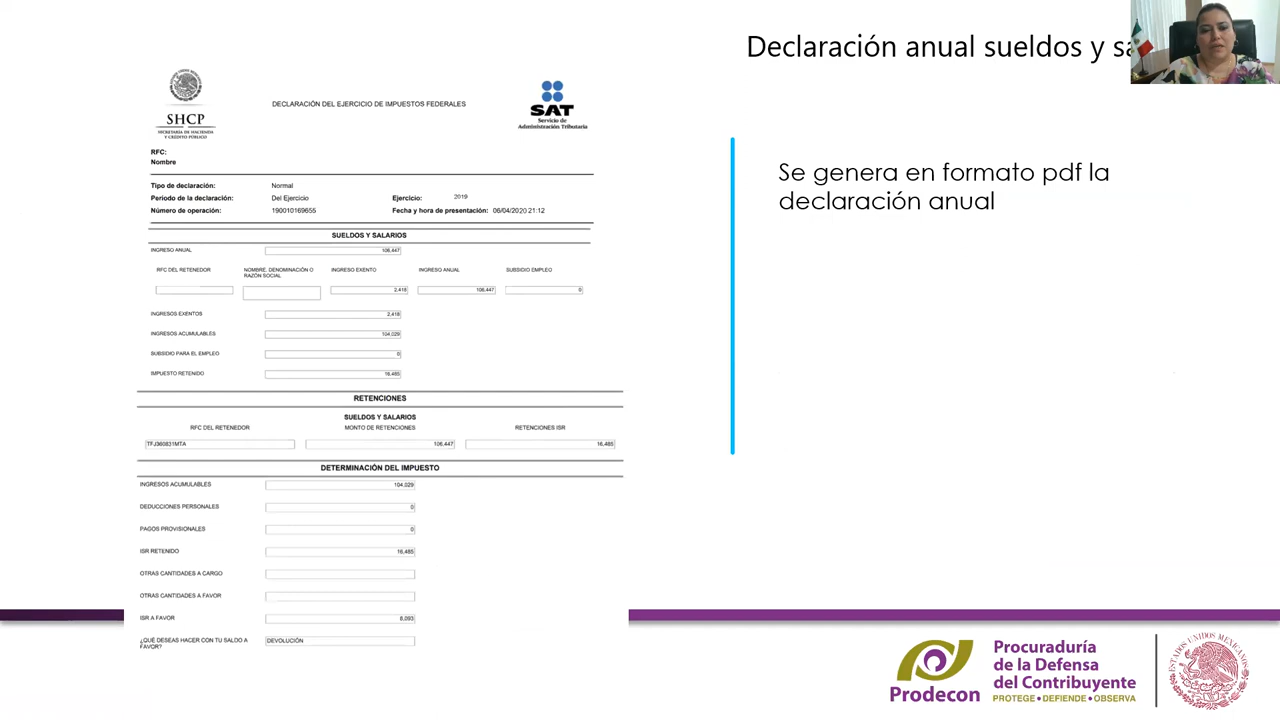 Declaración anual sueldos y sa
SHCP
SECRETARÍA DE HACIENDA
Y CRÉDITO PÚBLICO
DECLARACIÓN DEL EJERCICIO DE IMPUESTOS FEDERALES
SAT
Servicio de
Administración Tributaria
RFC:
Nombre
Tipo de declaración: Normal
Período de la declaración: Del Ejercicio Ejercicio: 2019
Número de operación: 190010169655 Fecha y hora de presentación: 06/04/2020 21:12
SUELDOS Y SALARIOS
INGRESO ANUAL 106,447
RFC DEL RETENEDOR NOMBRE, DENOMINACIÓN O RAZÓN SOCIAL INGRESO EXENTO INGRESO ANUAL SUBSIDIO EMPLEO
2,418 106,447 0
INGRESOS EXENTOS 2,418
INGRESOS ACUMULABLES 104,029
SUBSIDIO PARA EL EMPLEO 0
IMPUESTO RETENIDO 16,485
RETENCIONES
SUELDOS Y SALARIOS
RFC DEL RETENEDOR MONTO DE RETENCIONES RETENCIONES ISR
TFJ360831MTA 106,447 16,485
DETERMINACIÓN DEL IMPUESTO
INGRESOS ACUMULABLES 104,029
DEDUCCIONES PERSONALES 0
PAGOS PROVISIONALES 0
ISR RETENIDO 16,485
OTRAS CANTIDADES A CARGO
OTRAS CANTIDADES A FAVOR
ISR A FAVOR 8,093
¿QUÉ DESEAS HACER CON TU SALDO A DEVOLUCIÓN
FAVOR?
Se genera en formato pdf la
declaración anual
Prodecon
Procuraduría
de la Defensa
del Contribuyente
PROTEGE • DEFIENDE • OBSERVA
ESTADOS UNIDOS MEXICANOS